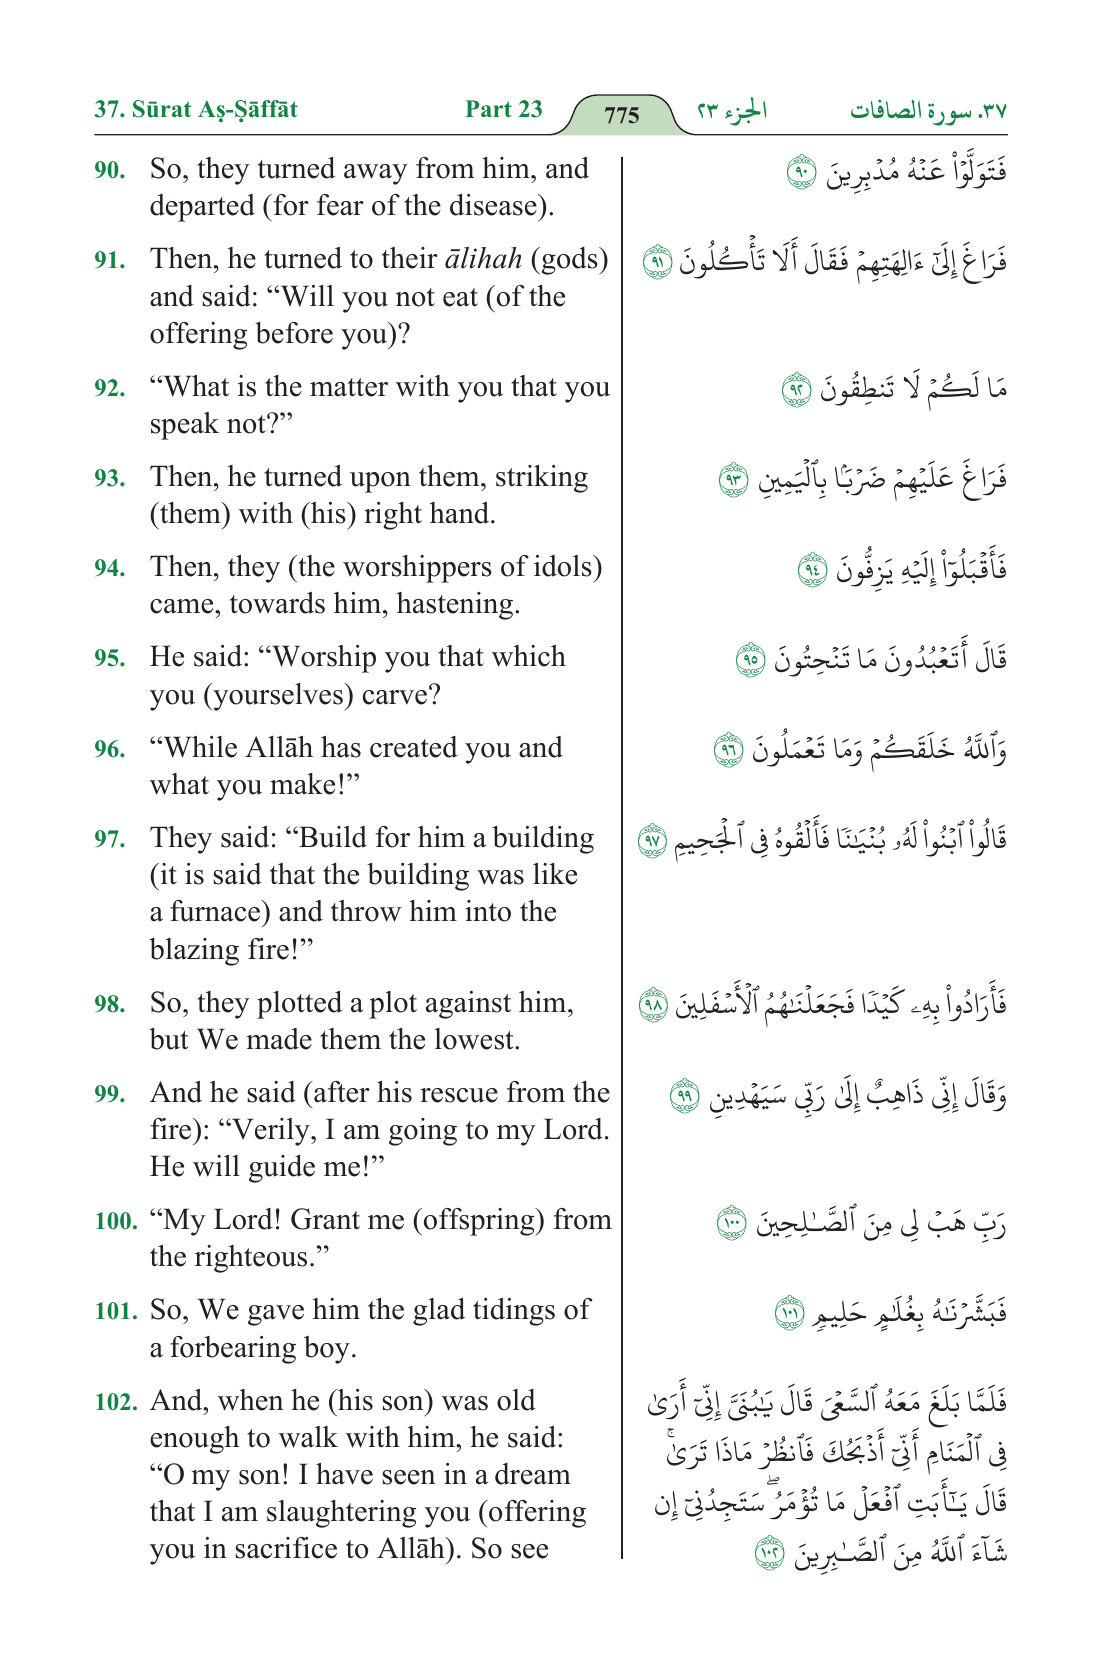 37. Sūrat Aṣ-Ṣāffāt Part 23 775 الجزء ٢٣ ٣٧. سورة الصافات
90. So, they turned away from him, and
departed (for fear of the disease).
91. Then, he turned to their ālihah (gods)
and said: “Will you not eat (of the
offering before you)?
92. “What is the matter with you that you
speak not?”
93. Then, he turned upon them, striking
(them) with (his) right hand.
94. Then, they (the worshippers of idols)
came, towards him, hastening.
95. He said: “Worship you that which
you (yourselves) carve?
96. “While Allāh has created you and
what you make!”
97. They said: “Build for him a building
(it is said that the building was like
a furnace) and throw him into the
blazing fire!”
98. So, they plotted a plot against him,
but We made them the lowest.
99. And he said (after his rescue from the
fire): “Verily, I am going to my Lord.
He will guide me!”
100. “My Lord! Grant me (offspring) from
the righteous.”
101. So, We gave him the glad tidings of
a forbearing boy.
102. And, when he (his son) was old
enough to walk with him, he said:
“O my son! I have seen in a dream
that I am slaughtering you (offering
you in sacrifice to Allāh). So see
فَتَوَلَّوْا۟ عَنْهُ مُدْبِرِينَ ٩٠
فَرَاغَ إِلَىٰٓ ءَالِهَتِهِمْ فَقَالَ أَلَا تَأْكُلُونَ ٩١
مَا لَكُمْ لَا تَنطِقُونَ ٩٢
فَرَاغَ عَلَيْهِمْ ضَرْبًۢا بِٱلْيَمِينِ ٩٣
فَأَقْبَلُوٓا۟ إِلَيْهِ يَزِفُّونَ ٩٤
قَالَ أَتَعْبُدُونَ مَا تَنْحِتُونَ ٩٥
وَٱللَّهُ خَلَقَكُمْ وَمَا تَعْمَلُونَ ٩٦
قَالُوا۟ ٱبْنُوا۟ لَهُۥ بُنْيَـٰنًا فَأَلْقُوهُ فِى ٱلْجَحِيمِ ٩٧
فَأَرَادُوا۟ بِهِۦ كَيْدًا فَجَعَلْنَـٰهُمُ ٱلْأَسْفَلِينَ ٩٨
وَقَالَ إِنِّى ذَاهِبٌ إِلَىٰ رَبِّى سَيَهْدِينِ ٩٩
رَبِّ هَبْ لِى مِنَ ٱلصَّـٰلِحِينَ ١٠٠
فَبَشَّرْنَـٰهُ بِغُلَـٰمٍ حَلِيمٍ ١٠١
فَلَمَّا بَلَغَ مَعَهُ ٱلسَّعْىَ قَالَ يَـٰبُنَىَّ إِنِّىٓ أَرَىٰ
فِى ٱلْمَنَامِ أَنِّىٓ أَذْبَحُكَ فَٱنظُرْ مَاذَا تَرَىٰ ۚ
قَالَ يَـٰٓأَبَتِ ٱفْعَلْ مَا تُؤْمَرُ ۖ سَتَجِدُنِىٓ إِن
شَآءَ ٱللَّهُ مِنَ ٱلصَّـٰبِرِينَ ١٠٢